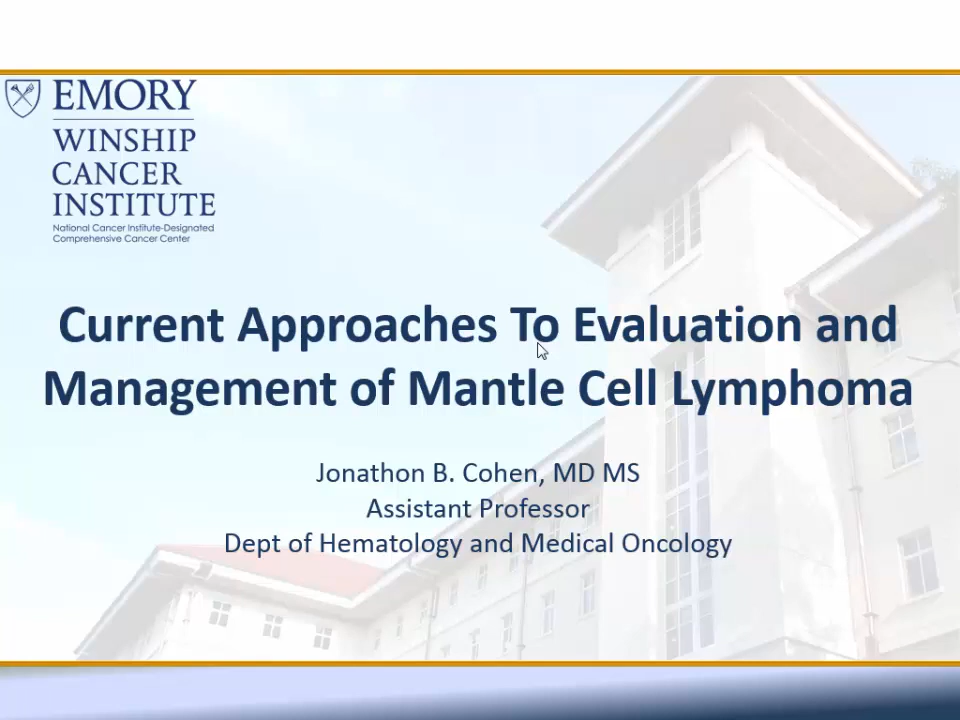 EMORY
WINSHIP
CANCER
INSTITUTE
National Cancer Institute-Designated
Comprehensive Cancer Center
Current Approaches To Evaluation and
Management of Mantle Cell Lymphoma
Jonathon B. Cohen, MD MS
Assistant Professor
Dept of Hematology and Medical Oncology